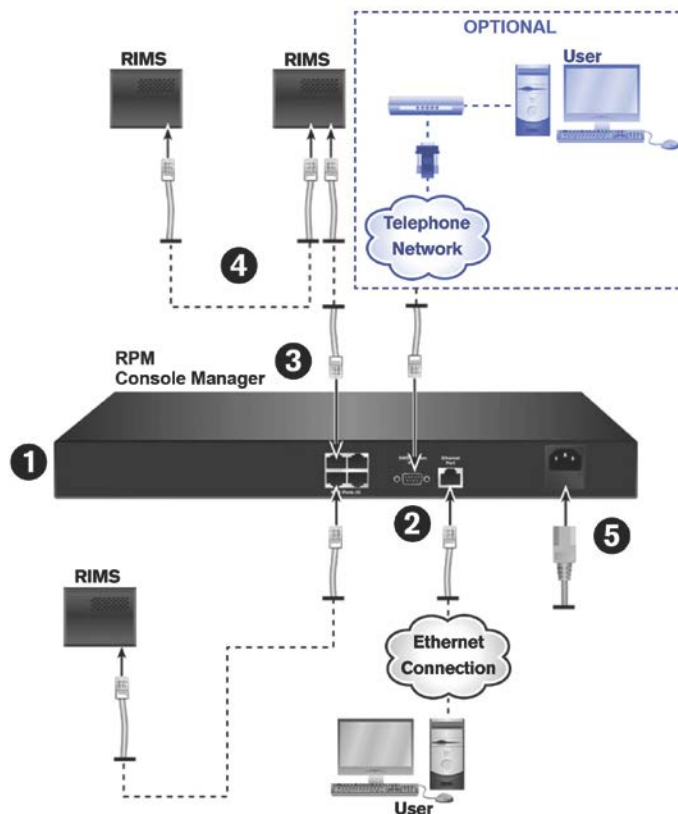 OPTIONAL
RIMS
RIMS
User
Telephone
Network
4
RPM
Console Manager
3
1
Ethernet
Port
2
5
RIMS
Ethernet
Connection
User